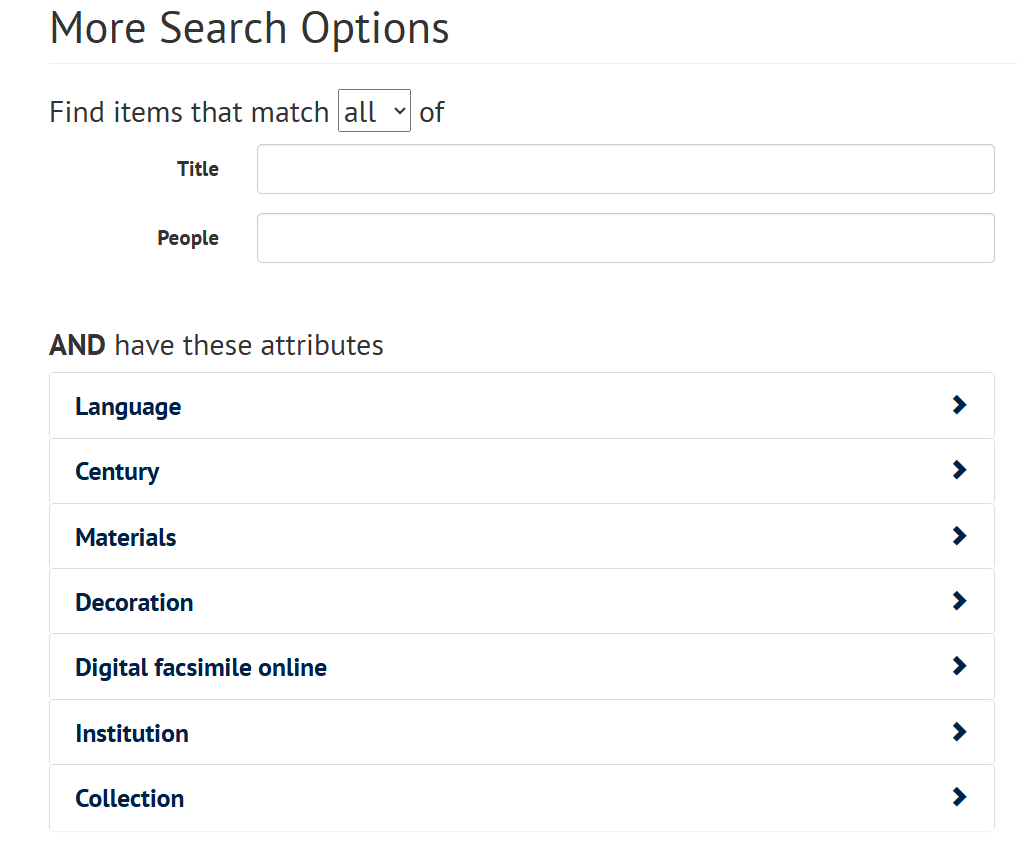 More Search Options
Find items that match all of
Title
People
AND have these attributes
Language
Century
Materials
Decoration
Digital facsimile online
Institution
Collection